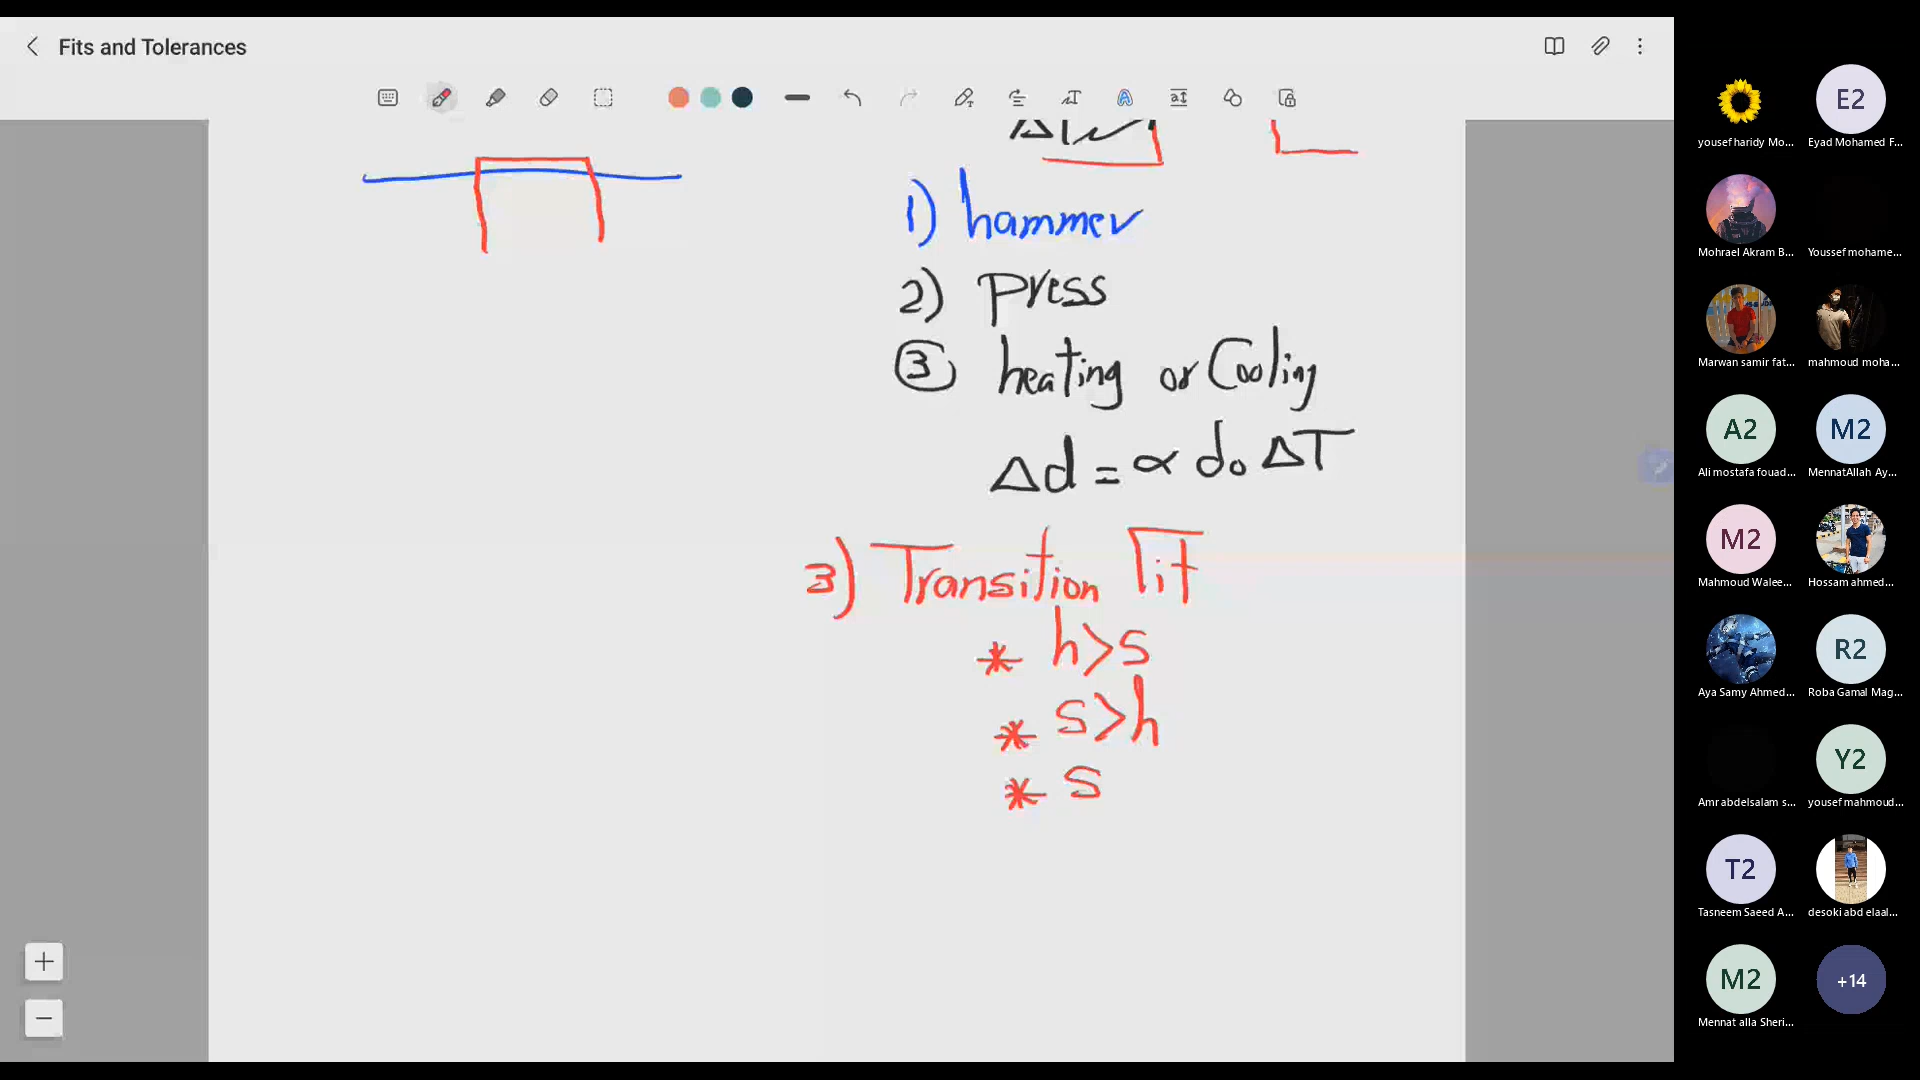 Fits and Tolerances
1) hammer
2) Press
3 heating or Cooling
Δd = α do ΔT
3) Transition Fit
* h>s
* s>h
* s
yousef haridy Mo...
E2
Eyad Mohamed F...
Mohrael Akram B...
Youssef mohame...
Marwan samir fat...
mahmoud moha...
A2
M2
Ali mostafa fouad...
MennatAllah Ay...
M2
Mahmoud Walee...
Hossam ahmed...
R2
Aya Samy Ahmed...
Roba Gamal Mag...
Y2
Amr abdelsalam s...
yousef mahmoud...
T2
Tasneem Saeed A...
desoki abd elaal...
M2
+14
Mennat alla Sheri...